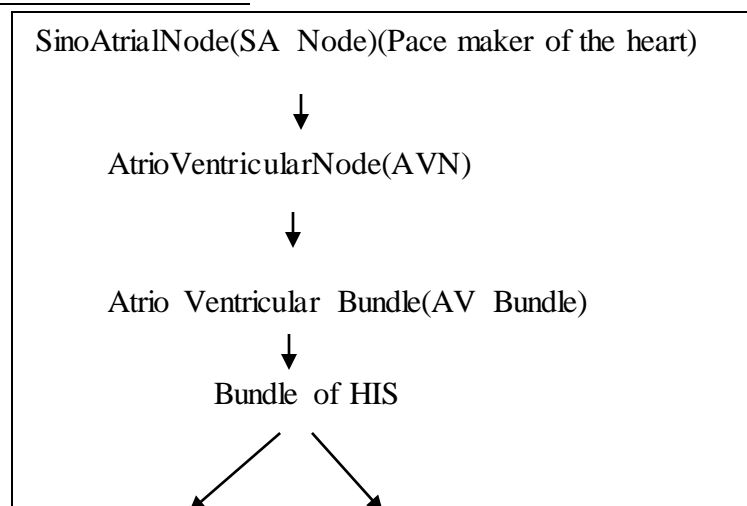 SinoAtrialNode(SA Node)(Pace maker of the heart)
AtrioVentricularNode(AVN)
Atrio Ventricular Bundle(AV Bundle)
Bundle of HIS